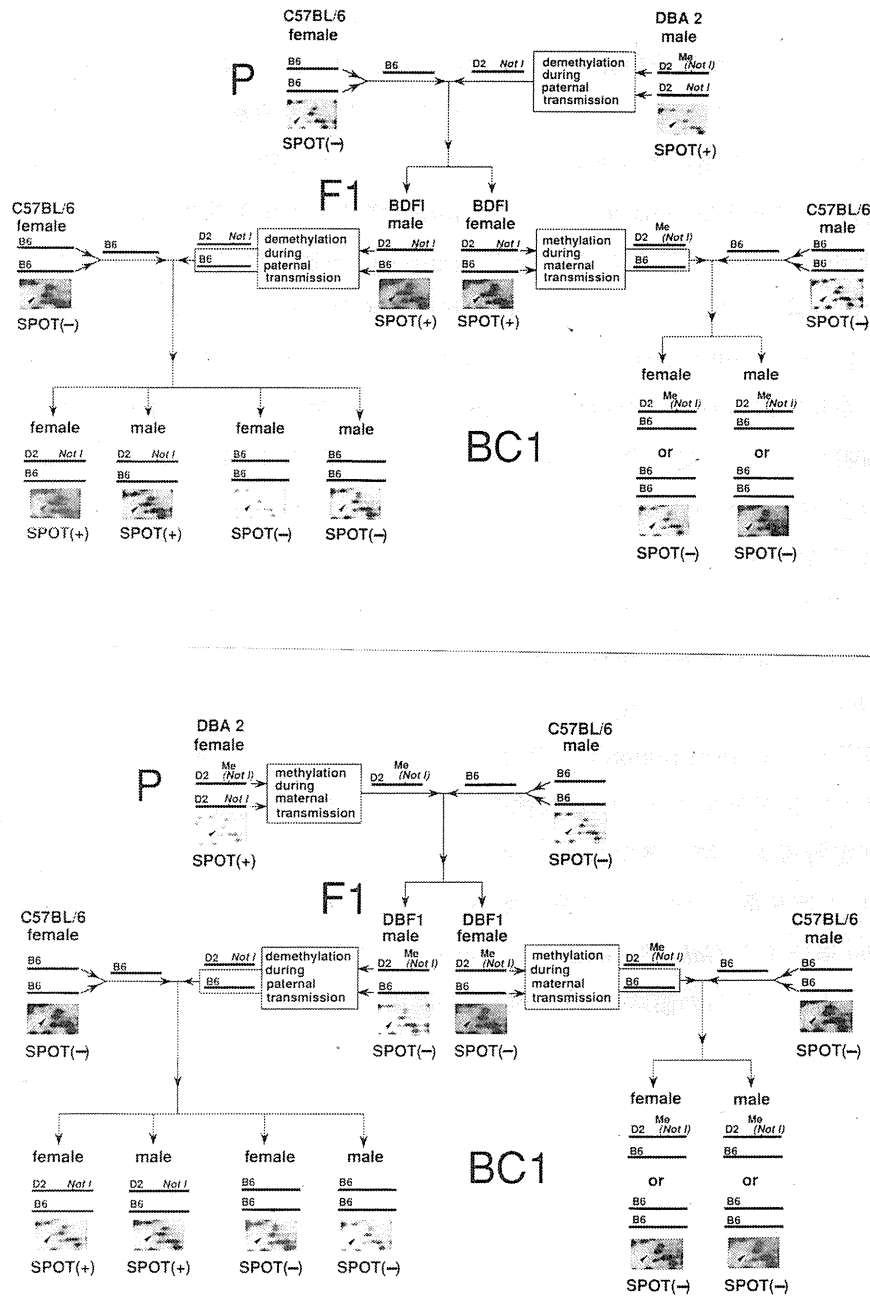 C57BL/6
female
DBA 2
male
P
B6
B6
B6
D2 Not I
demethylation
during
paternal
transmission
Me
D2 (Not I)
D2 Not I
SPOT(–)
SPOT(+)
F1
C57BL/6
female
B6
B6
B6
D2 Not I
B6
demethylation
during
paternal
transmission
BDFI
male
D2 Not I
B6
BDFI
female
D2 Not I
B6
methylation
during
maternal
transmission
Me
D2 (Not I)
B6
B6
C57BL/6
male
B6
B6
SPOT(–)
SPOT(+)
SPOT(+)
SPOT(–)
BC1
female
male
female
male
D2 Not I
D2 Not I
B6
B6
B6
B6
B6
B6
SPOT(+)
SPOT(+)
SPOT(–)
SPOT(–)
female
male
Me
D2 (Not I)
Me
D2 (Not I)
B6
B6
or
or
B6
B6
B6
B6
SPOT(–)
SPOT(–)
DBA 2
female
C57BL/6
male
P
Me
D2 (Not I)
D2 Not I
methylation
during
maternal
transmission
Me
D2 (Not I)
B6
B6
B6
SPOT(+)
SPOT(–)
F1
C57BL/6
female
B6
B6
B6
D2 Not I
B6
demethylation
during
paternal
transmission
DBF1
male
Me
D2 (Not I)
B6
DBF1
female
Me
D2 (Not I)
B6
methylation
during
maternal
transmission
Me
D2 (Not I)
B6
B6
C57BL/6
male
B6
B6
SPOT(–)
SPOT(–)
SPOT(–)
SPOT(–)
BC1
female
male
female
male
D2 Not I
D2 Not I
B6
B6
B6
B6
B6
B6
SPOT(+)
SPOT(+)
SPOT(–)
SPOT(–)
female
male
Me
D2 (Not I)
Me
D2 (Not I)
B6
B6
or
or
B6
B6
B6
B6
SPOT(–)
SPOT(–)